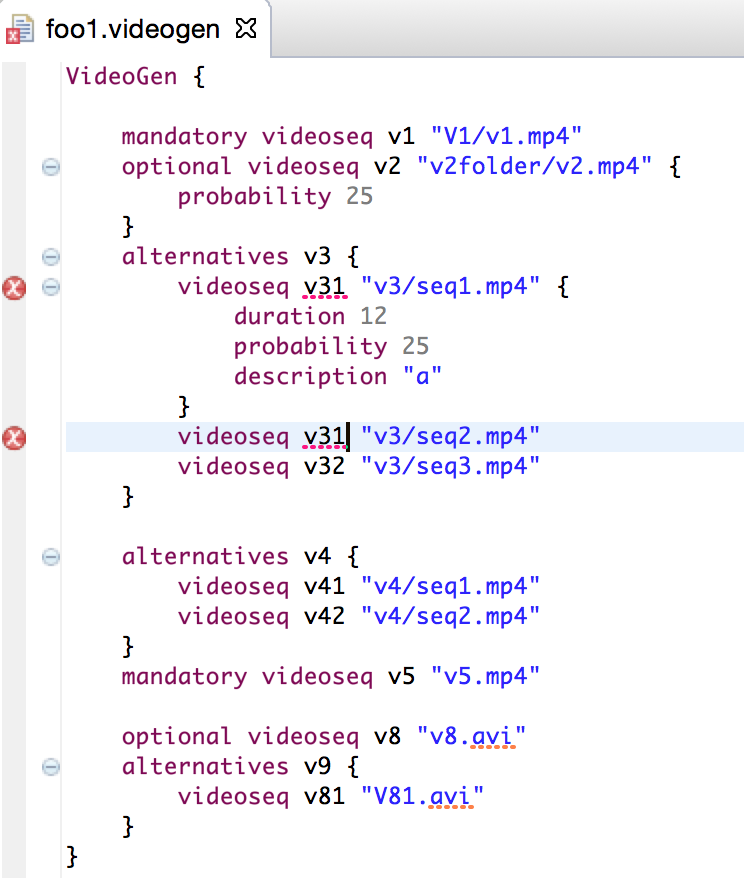 foo1.videogen
VideoGen {
mandatory videoseq v1 "V1/v1.mp4"
optional videoseq v2 "v2folder/v2.mp4" {
probability 25
}
alternatives v3 {
videoseq v31 "v3/seq1.mp4" {
duration 12
probability 25
description "a"
}
videoseq v31 "v3/seq2.mp4"
videoseq v32 "v3/seq3.mp4"
}
alternatives v4 {
videoseq v41 "v4/seq1.mp4"
videoseq v42 "v4/seq2.mp4"
}
mandatory videoseq v5 "v5.mp4"
optional videoseq v8 "v8.avi"
alternatives v9 {
videoseq v81 "V81.avi"
}
}